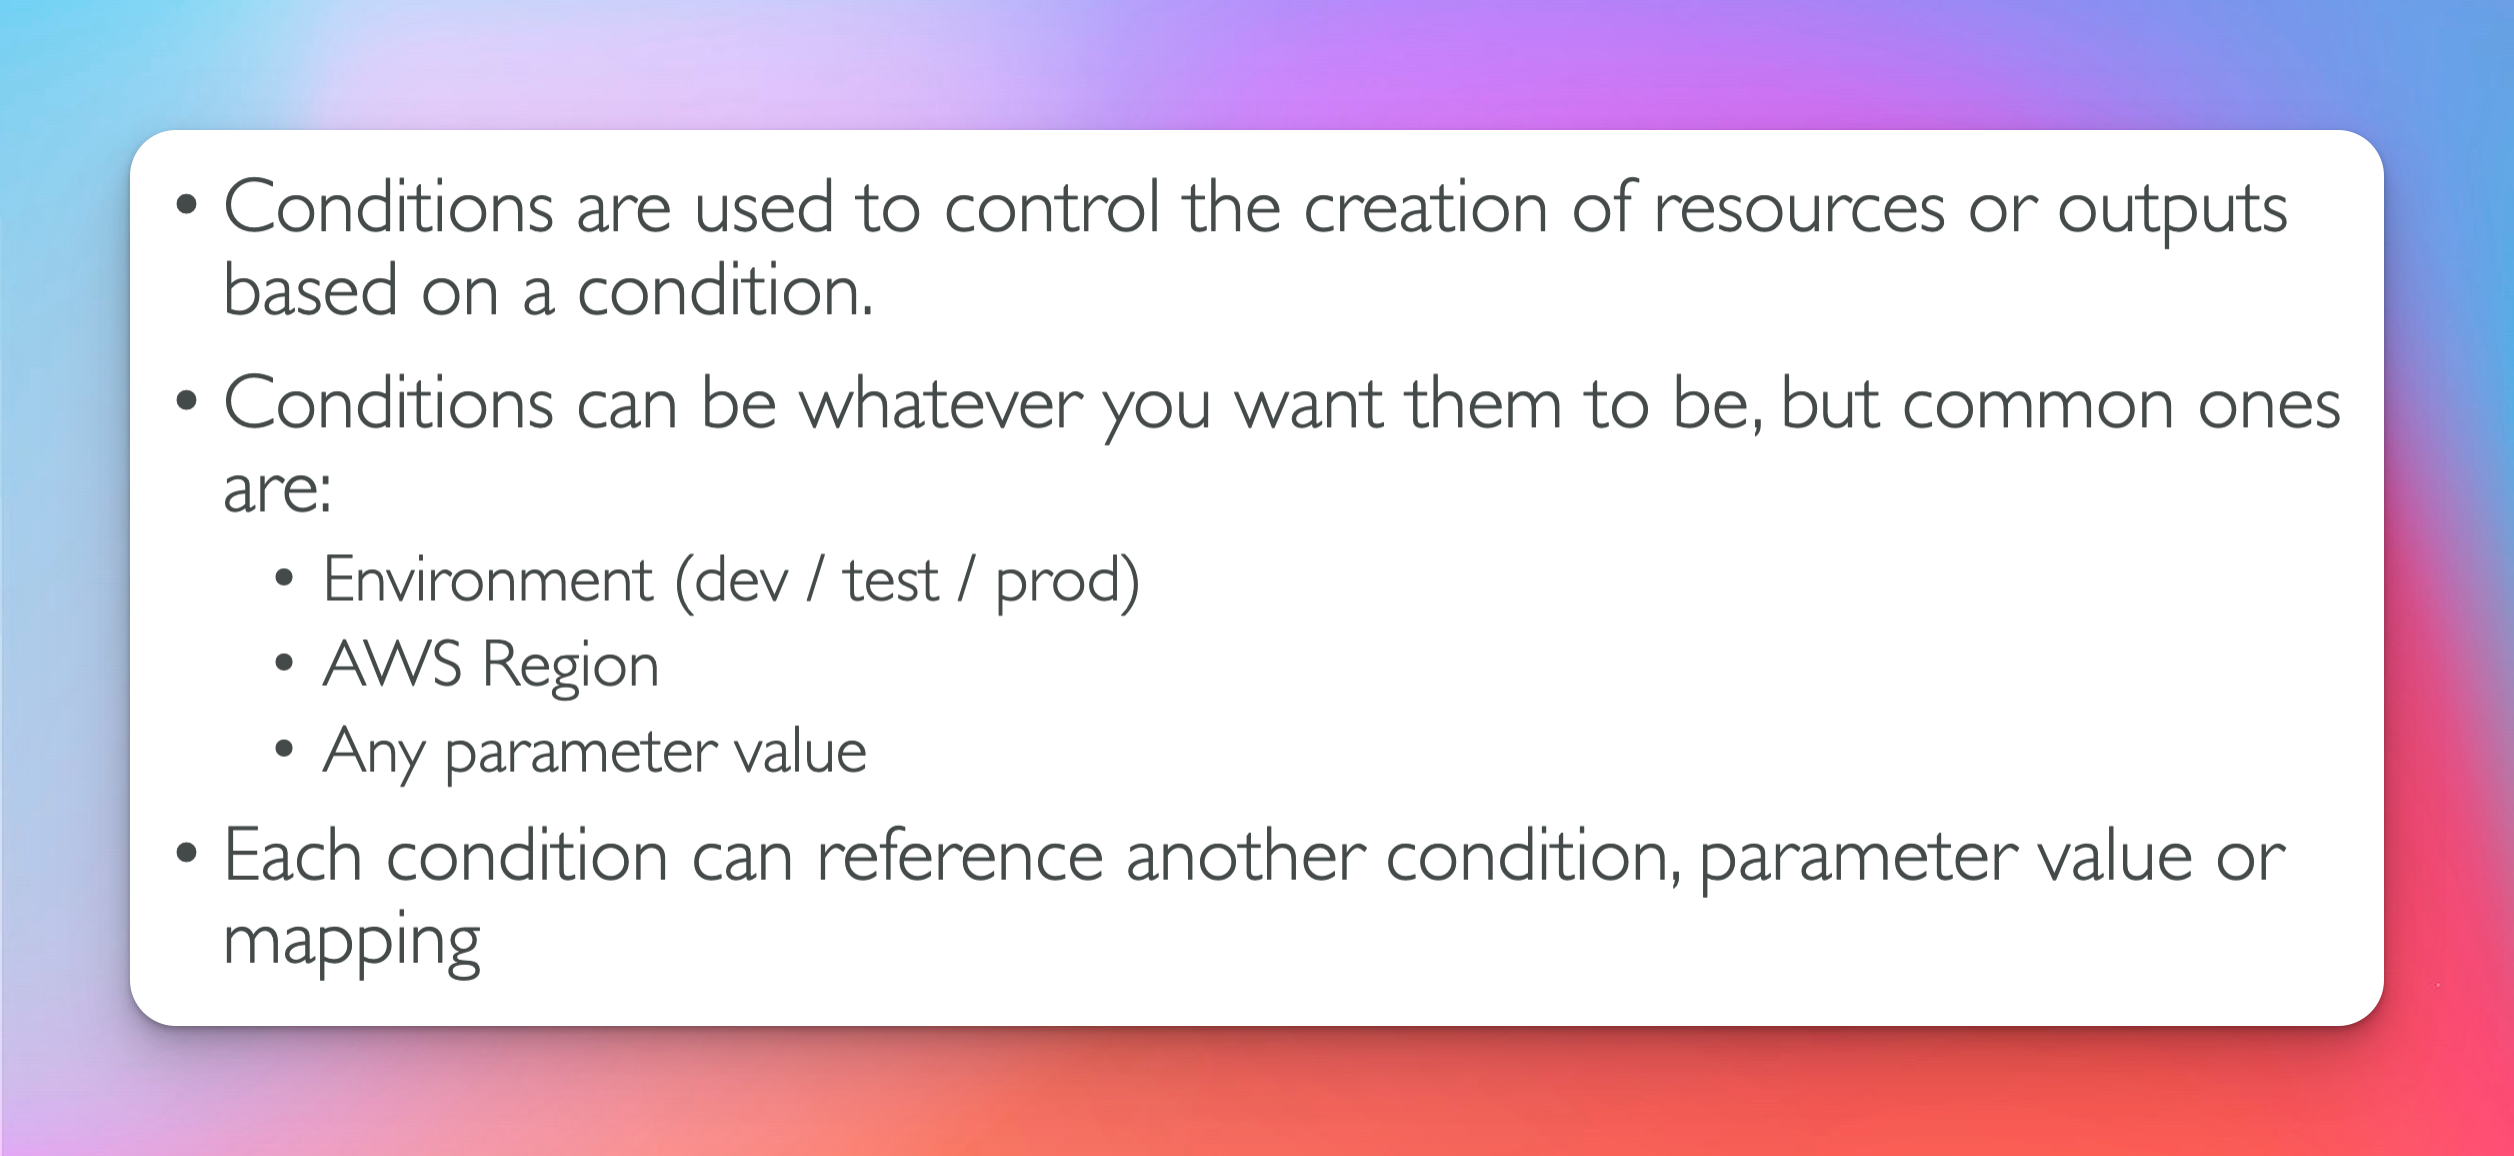 • Conditions are used to control the creation of resources or outputs
based on a condition.
• Conditions can be whatever you want them to be, but common ones
are:
• Environment (dev / test / prod)
• AWS Region
• Any parameter value
• Each condition can reference another condition, parameter value or
mapping